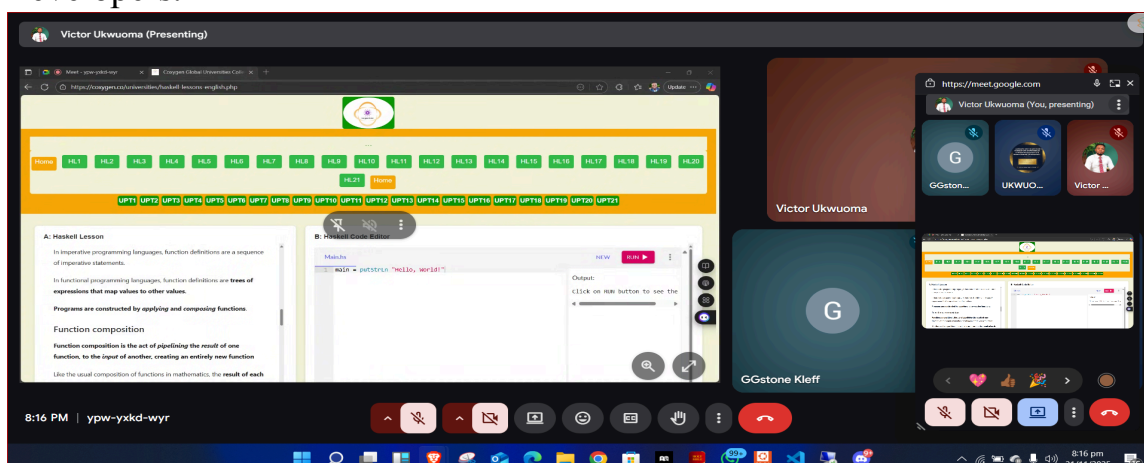 Victor Ukwuoma (Presenting)
Meet - ypw-yxkd-wyr
Coxygen Global Universities Coll
https://coxygen.co/universities/haskell-lessons-english.php
Update
Home HL1 HL2 HL3 HL4 HL5 HL6 HL7 HL8 HL9 HL10 HL11 HL12 HL13 HL14 HL15 HL16 HL17 HL18 HL19 HL20
HL21 Home
UPT1 UPT2 UPT3 UPT4 UPT5 UPT6 UPT7 UPT8 UPT9 UPT10 UPT11 UPT12 UPT13 UPT14 UPT15 UPT16 UPT17 UPT18 UPT19 UPT20 UPT21
A: Haskell Lesson
In imperative programming languages, function definitions are a sequence
of imperative statements.
In functional programming languages, function definitions are trees of
expressions that map values to other values.
Programs are constructed by applying and composing functions.
Function composition
Function composition is the act of pipelining the result of one
function, to the input of another, creating an entirely new function
Like the usual composition of functions in mathematics, the result of each
B: Haskell Code Editor
Main.hs
NEW
RUN
1 main = putStrLn "Hello, World!"
Output:
Click on RUN button to see the
Victor Ukwuoma
G
GGstone Kleff
https://meet.google.com
Victor Ukwuoma (You, presenting)
G
GGston...
UKWUO...
Victor ...
8:16 PM | ypw-yxkd-wyr
99+
8:16 pm